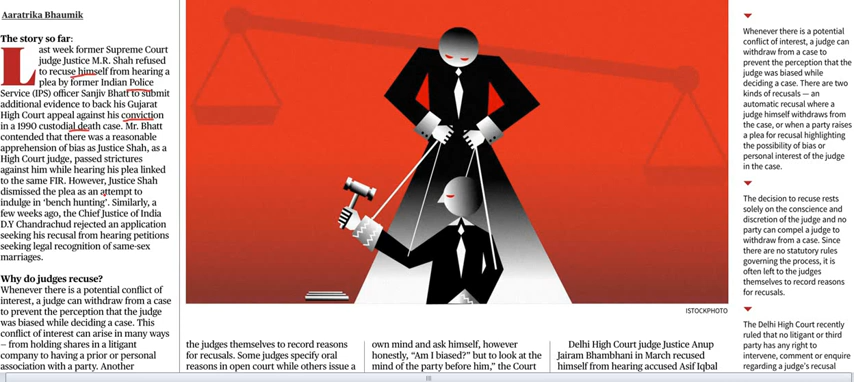 Aaratrika Bhaumik
The story so far:
Last week former Supreme Court
judge Justice M.R. Shah refused
to recuse himself from hearing a
plea by former Indian Police
Service (IPS) officer Sanjiv Bhatt to submit
additional evidence to back his Gujarat
High Court appeal against his conviction
in a 1990 custodial death case. Mr. Bhatt
contended that there was a reasonable
apprehension of bias as Justice Shah, as a
High Court judge, passed strictures
against him while hearing his plea linked
to the same FIR. However, Justice Shah
dismissed the plea as an attempt to
indulge in ‘bench hunting’. Similarly, a
few weeks ago, the Chief Justice of India
D.Y Chandrachud rejected an application
seeking his recusal from hearing petitions
seeking legal recognition of same-sex
marriages.
Why do judges recuse?
Whenever there is a potential conflict of
interest, a judge can withdraw from a case
to prevent the perception that the judge
was biased while deciding a case. This
conflict of interest can arise in many ways
— from holding shares in a litigant
company to having a prior or personal
association with a party. Another
ISTOCKPHOTO
the judges themselves to record reasons
for recusals. Some judges specify oral
reasons in open court while others issue a
own mind and ask himself, however
honestly, “Am I biased?” but to look at the
mind of the party before him,” the Court
Delhi High Court judge Justice Anup
Jairam Bhambhani in March recused
himself from hearing accused Asif Iqbal
Whenever there is a potential
conflict of interest, a judge can
withdraw from a case to
prevent the perception that the
judge was biased while
deciding a case. There are two
kinds of recusals — an
automatic recusal where a
judge himself withdraws from
the case, or when a party raises
a plea for recusal highlighting
the possibility of bias or
personal interest of the judge
in the case.
The decision to recuse rests
solely on the conscience and
discretion of the judge and no
party can compel a judge to
withdraw from a case. Since
there are no statutory rules
governing the process, it is
often left to the judges
themselves to record reasons
for recusals.
The Delhi High Court recently
ruled that no litigant or third
party has any right to
intervene, comment or enquire
regarding a judge’s recusal